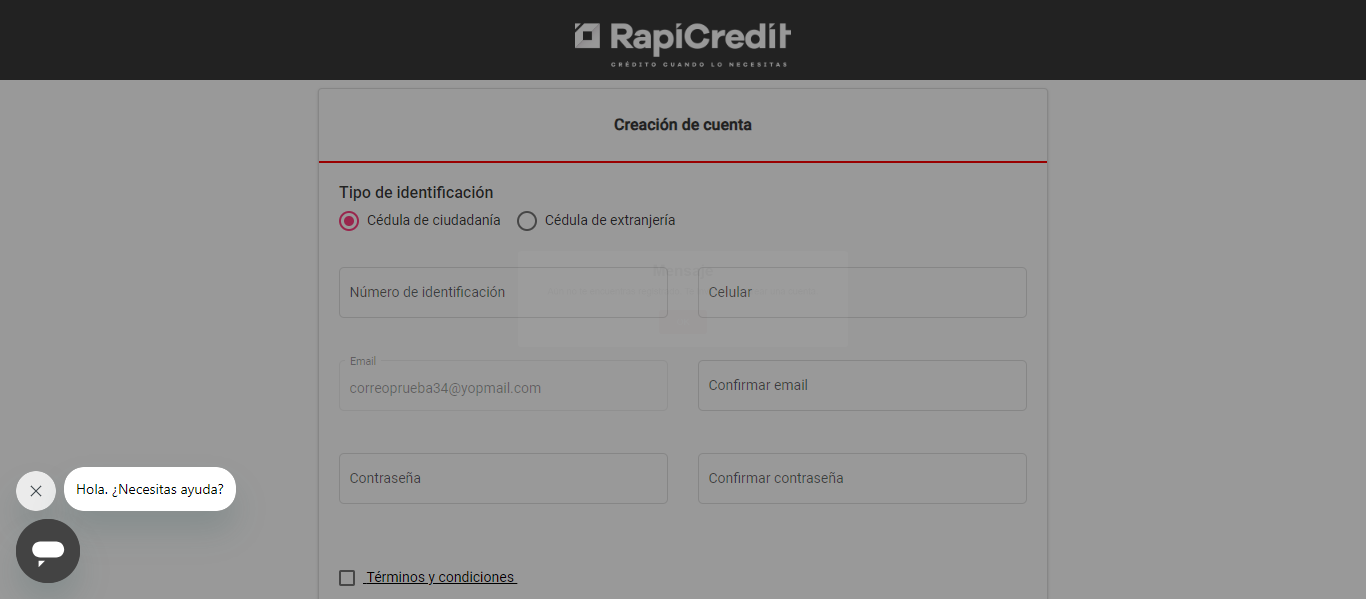 RapiCredit
CRÉDITO CUANDO LO NECESITAS
Creación de cuenta
Tipo de identificación
Cédula de ciudadanía
Cédula de extranjería
Mensaje
Número de identificación
Celular
Email
correoprueba34@yopmail.com
Confirmar email
Contraseña
Confirmar contraseña
Hola. ¿Necesitas ayuda?
Términos y condiciones